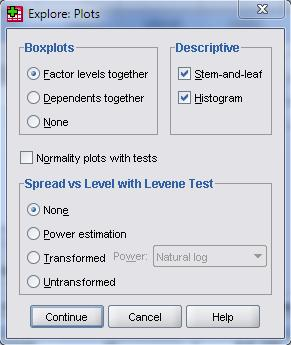 Explore: Plots
Boxplots
Factor levels together
Dependents together
None
Descriptive
Stem-and-leaf
Histogram
Normality plots with tests
Spread vs Level with Levene Test
None
Power estimation
Transformed Power: Natural log
Untransformed
Continue Cancel Help